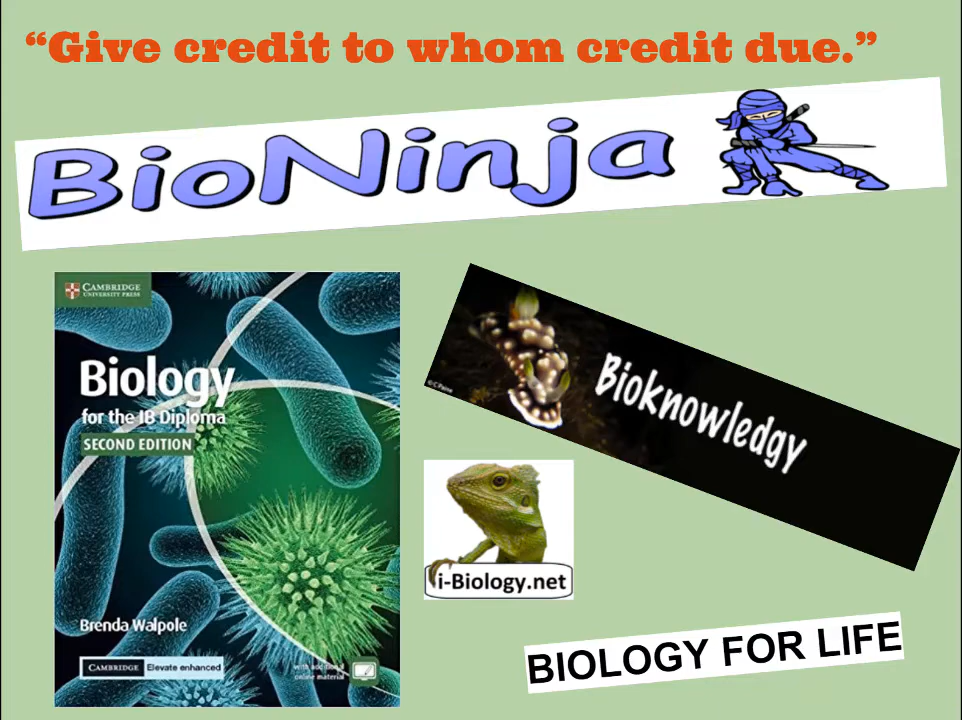 “Give credit to whom credit due.”
BioNinja
CAMBRIDGE
UNIVERSITY PRESS
Biology
for the IB Diploma
SECOND EDITION
Brenda Walpole
CAMBRIDGE Elevate enhanced
with additional
online material
© C Paine
Bioknowledgy
i-Biology.net
BIOLOGY FOR LIFE